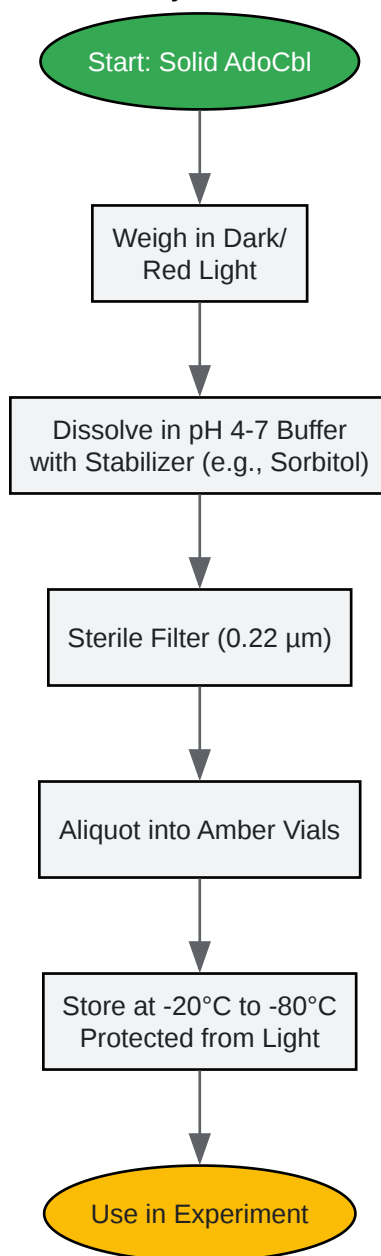 Start: Solid AdoCbl
Weigh in Dark/
Red Light
Dissolve in pH 4-7 Buffer
with Stabilizer (e.g., Sorbitol)
Sterile Filter (0.22 µm)
Aliquot into Amber Vials
Store at -20°C to -80°C
Protected from Light
Use in Experiment